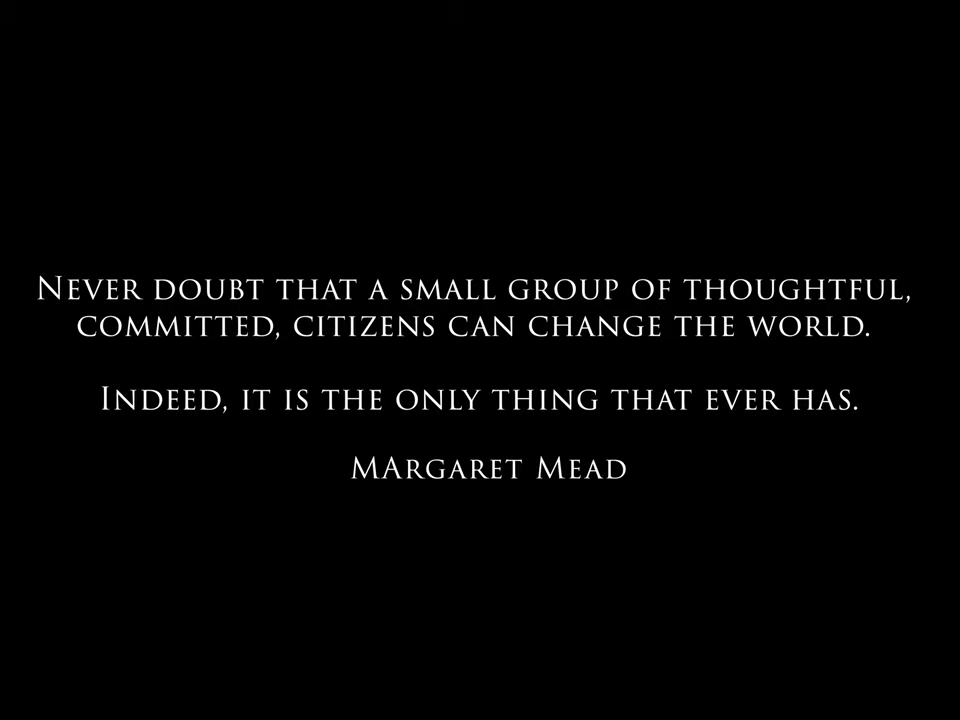 Never doubt that a small group of thoughtful,
committed, citizens can change the world.
Indeed, it is the only thing that ever has.
MArgaret Mead